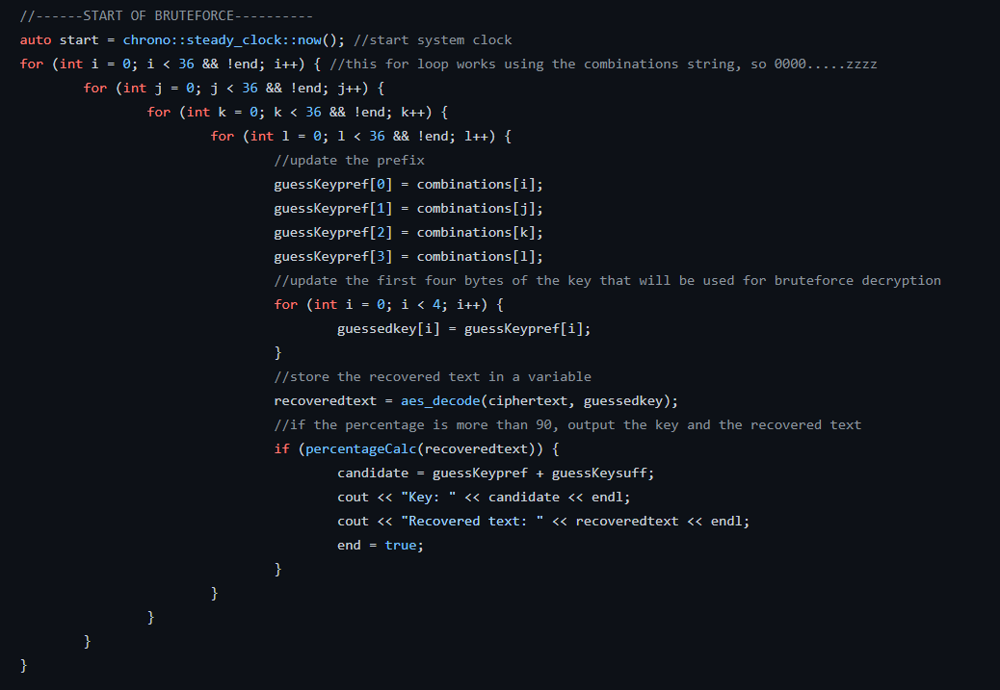 //------START OF BRUTEFORCE----------
auto start = chrono::steady_clock::now(); //start system clock
for (int i = 0; i < 36 && !end; i++) { //this for loop works using the combinations string, so 0000.....zzzz
        for (int j = 0; j < 36 && !end; j++) {
                for (int k = 0; k < 36 && !end; k++) {
                        for (int l = 0; l < 36 && !end; l++) {
                                //update the prefix
                                guessKeypref[0] = combinations[i];
                                guessKeypref[1] = combinations[j];
                                guessKeypref[2] = combinations[k];
                                guessKeypref[3] = combinations[l];
                                //update the first four bytes of the key that will be used for bruteforce decryption
                                for (int i = 0; i < 4; i++) {
                                        guessedkey[i] = guessKeypref[i];
                                }
                                //store the recovered text in a variable
                                recoveredtext = aes_decode(ciphertext, guessedkey);
                                //if the percentage is more than 90, output the key and the recovered text
                                if (percentageCalc(recoveredtext)) {
                                        candidate = guessKeypref + guessKeysuff;
                                        cout << "Key: " << candidate << endl;
                                        cout << "Recovered text: " << recoveredtext << endl;
                                        end = true;
                                }
                        }
                }
        }
}